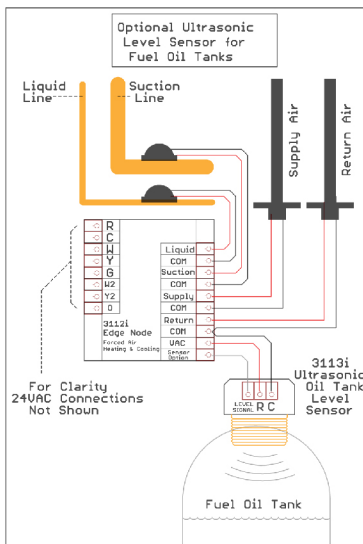 Optional Ultrasonic
Level Sensor for
Fuel Oil Tanks
Liquid
Line
Suction
Line
Supply Air
Return Air
R
C
W
Y
G
W2
Y2
O
Liquid
COM
Suction
COM
Supply
COM
Return
COM
VAC
Sensor
Option
3112i
Edge Node
Forced Air
Heating & Cooling
For Clarity
24VAC Connections
Not Shown
3113i
Ultrasonic
Oil Tank
Level
Sensor
LEVEL
SIGNAL
R C
Fuel Oil Tank